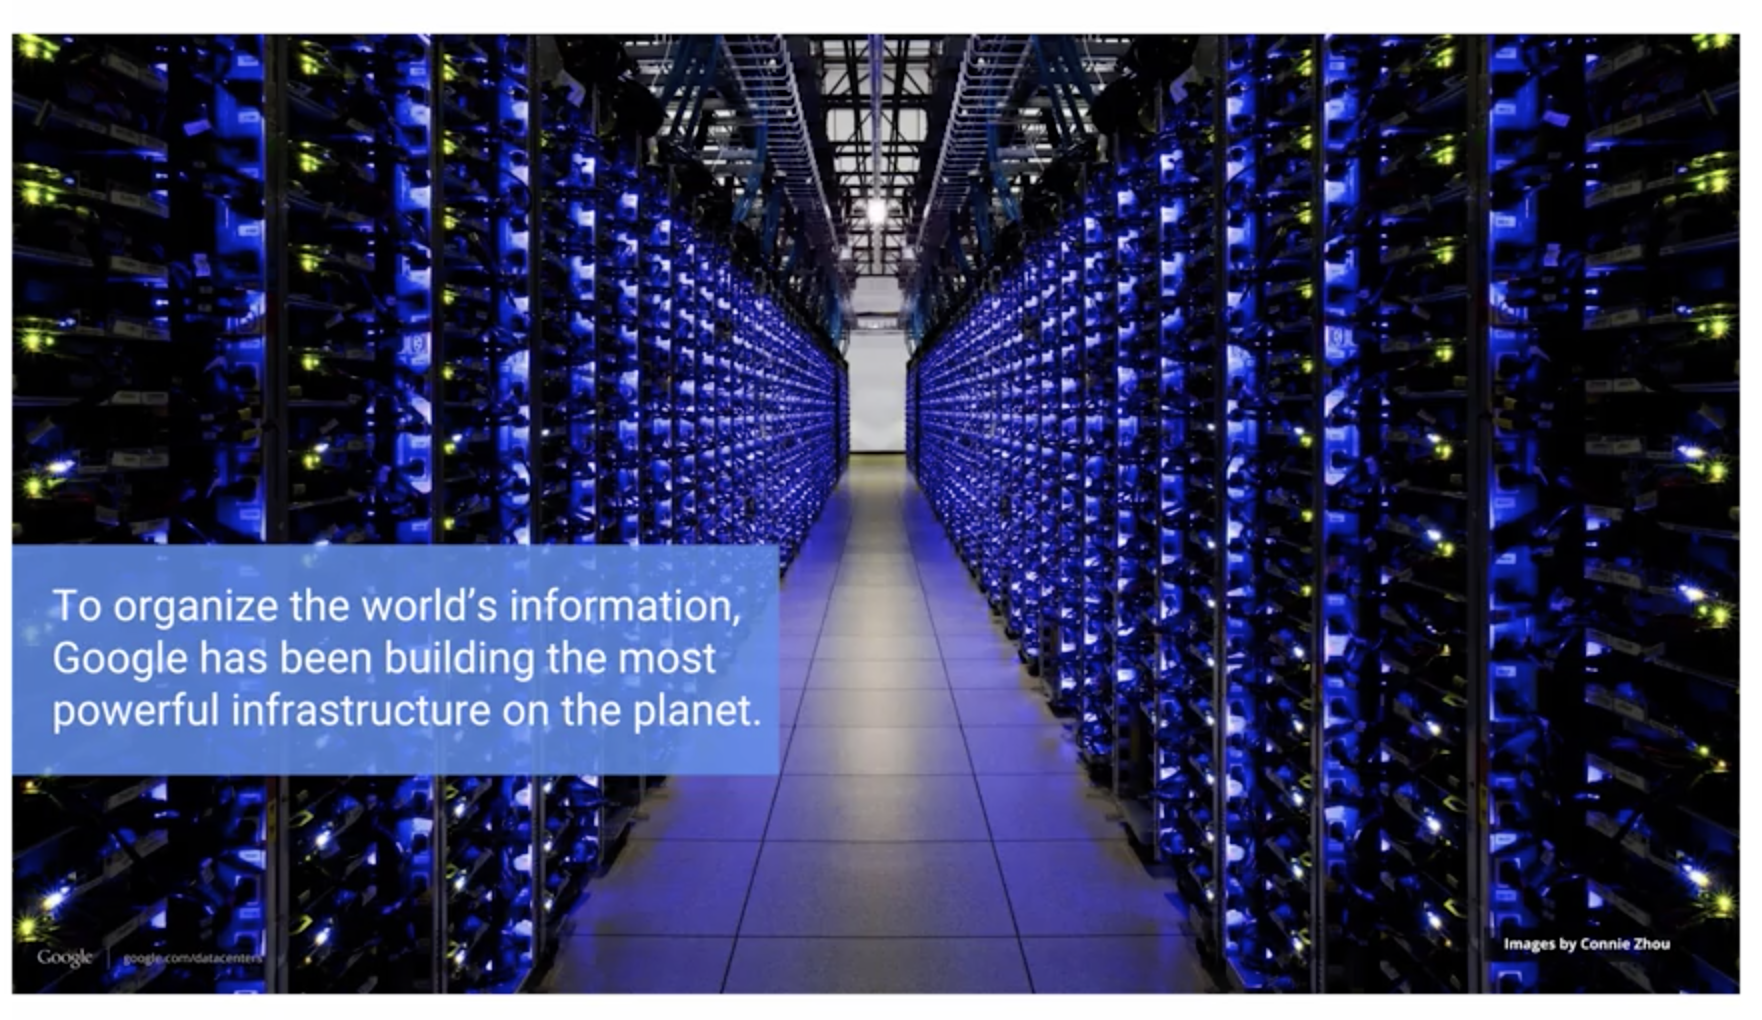 To organize the world’s information,
Google has been building the most
powerful infrastructure on the planet.
Google | google.com/datacenters
Images by Connie Zhou